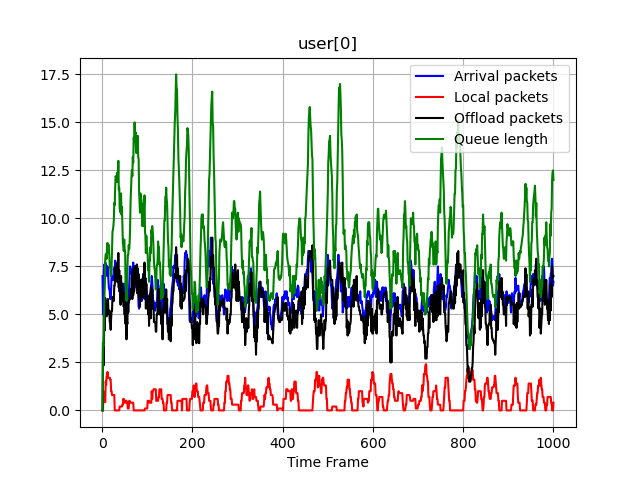 user[0]
17.5
15.0
12.5
10.0
7.5
5.0
2.5
0.0
Arrival packets
Local packets
Offload packets
Queue length
0 200 400 600 800 1000
Time Frame